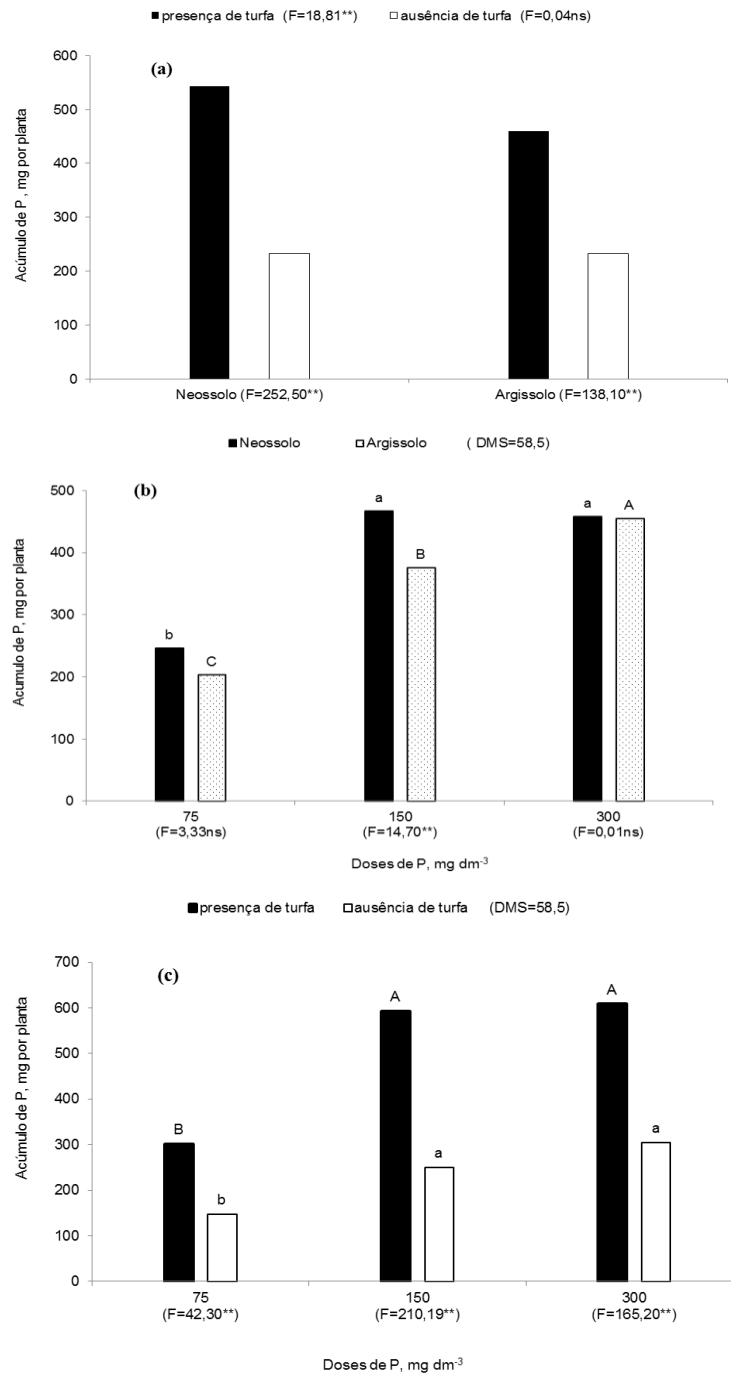 presença de turfa (F=18,81**) ausência de turfa (F=0,04ns)
(a)
Acúmulo de P , mg por planta
600
500
400
300
200
100
0
Neossolo (F=252,50**) Argissolo (F=138,10**)
Neossolo Argissolo ( DMS=58,5)
(b)
Acumulo de P, mg por planta
500
400
300
200
100
0
b C a B a A
75 150 300
(F=3,33ns) (F=14,70**) (F=0,01ns)
Doses de P, mg dm-3
presença de turfa ausência de turfa (DMS=58,5)
(c)
Acúmulo de P, mg por planta
700
600
500
400
300
200
100
0
B b A a A a
75 150 300
(F=42,30**) (F=210,19**) (F=165,20**)
Doses de P, mg dm-3